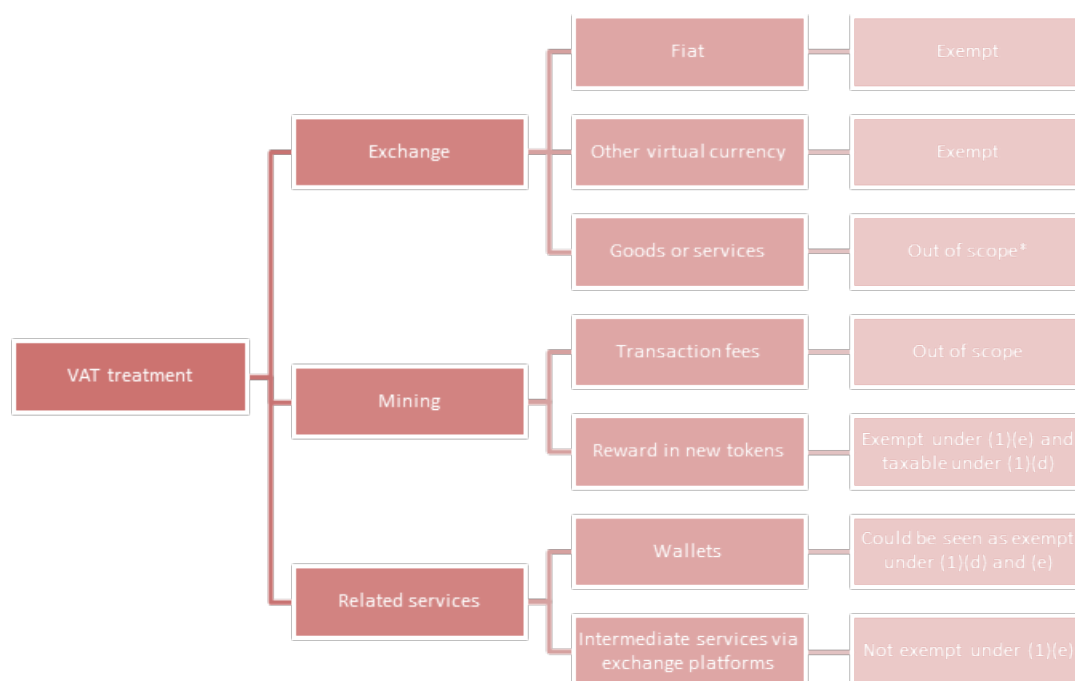 VAT treatment
Exchange
Fiat
Exempt
Other virtual currency
Exempt
Goods or services
Out of scope*
Mining
Transaction fees
Out of scope
Reward in new tokens
Exempt under (1)(e) and
taxable under (1)(d)
Related services
Wallets
Could be seen as exempt
under (1)(d) and (e)
Intermediate services via
exchange platforms
Not exempt under (1)(e)